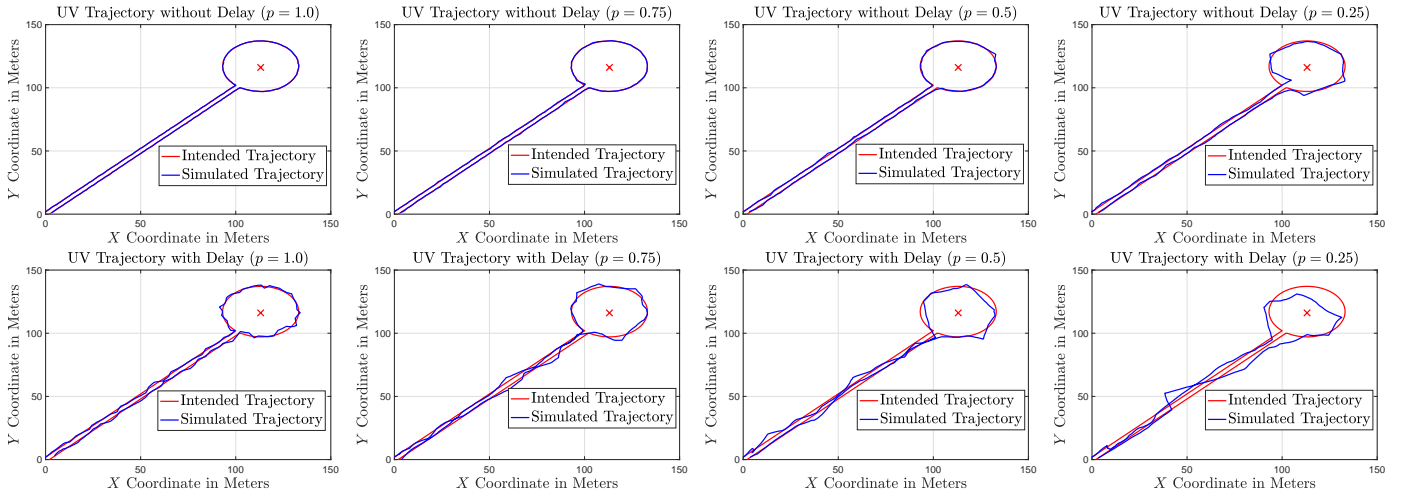 UV Trajectory without Delay (p = 1.0)
150
100
50
0
Y Coordinate in Meters
Intended Trajectory
Simulated Trajectory
0 50 100 150
X Coordinate in Meters
UV Trajectory without Delay (p = 0.75)
150
100
50
0
Y Coordinate in Meters
Intended Trajectory
Simulated Trajectory
0 50 100 150
X Coordinate in Meters
UV Trajectory without Delay (p = 0.5)
150
100
50
0
Y Coordinate in Meters
Intended Trajectory
Simulated Trajectory
0 50 100 150
X Coordinate in Meters
UV Trajectory without Delay (p = 0.25)
150
100
50
0
Y Coordinate in Meters
Intended Trajectory
Simulated Trajectory
0 50 100 150
X Coordinate in Meters
UV Trajectory with Delay (p = 1.0)
150
100
50
0
Y Coordinate in Meters
Intended Trajectory
Simulated Trajectory
0 50 100 150
X Coordinate in Meters
UV Trajectory with Delay (p = 0.75)
150
100
50
0
Y Coordinate in Meters
Intended Trajectory
Simulated Trajectory
0 50 100 150
X Coordinate in Meters
UV Trajectory with Delay (p = 0.5)
150
100
50
0
Y Coordinate in Meters
Intended Trajectory
Simulated Trajectory
0 50 100 150
X Coordinate in Meters
UV Trajectory with Delay (p = 0.25)
150
100
50
0
Y Coordinate in Meters
Intended Trajectory
Simulated Trajectory
0 50 100 150
X Coordinate in Meters